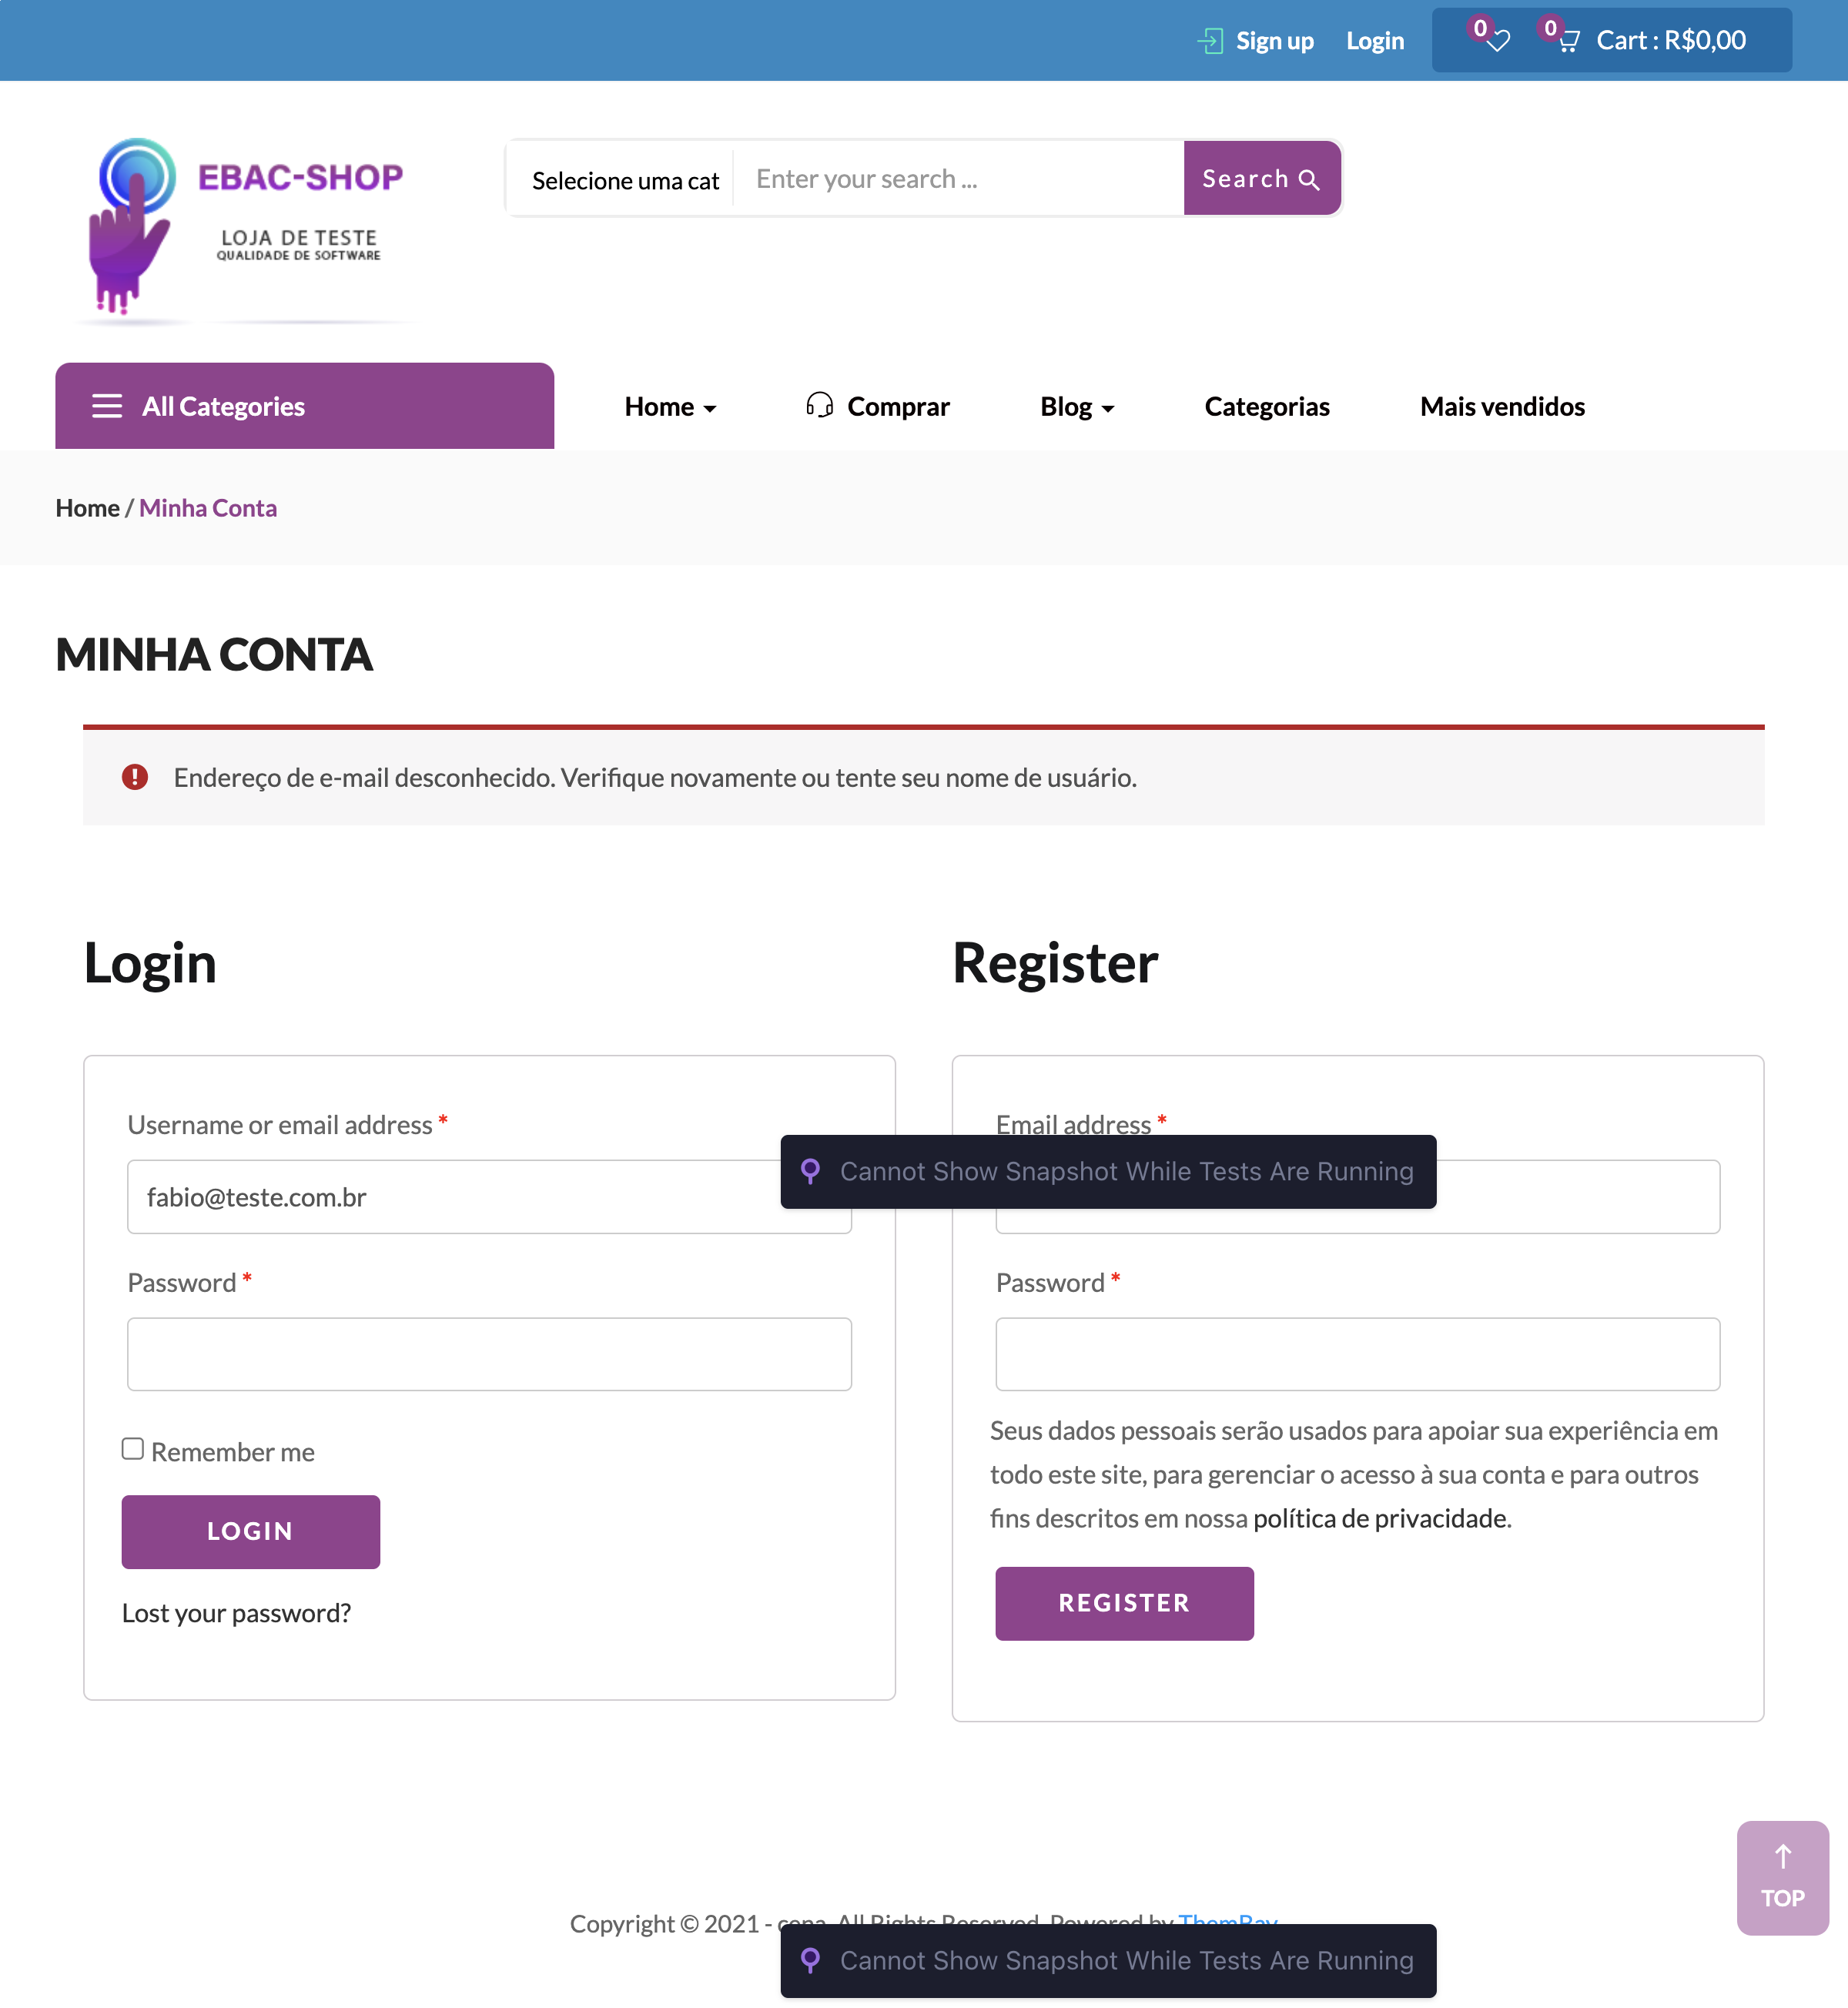 Sign up Login 0 0 Cart : R$0,00
EBAC-SHOP
LOJA DE TESTE
QUALIDADE DE SOFTWARE
Selecione uma cat Enter your search ... Search
All Categories Home Comprar Blog Categorias Mais vendidos
Home / Minha Conta
MINHA CONTA
Endereço de e-mail desconhecido. Verifique novamente ou tente seu nome de usuário.
Login
Username or email address *
fabio@teste.com.br
Password *
Remember me
LOGIN
Lost your password?
Register
Email address *
Cannot Show Snapshot While Tests Are Running
Password *
Seus dados pessoais serão usados para apoiar sua experiência em
todo este site, para gerenciar o acesso à sua conta e para outros
fins descritos em nossa política de privacidade.
REGISTER
TOP
Copyright © 2021 - All Rights Reserved. Powered by
Cannot Show Snapshot While Tests Are Running